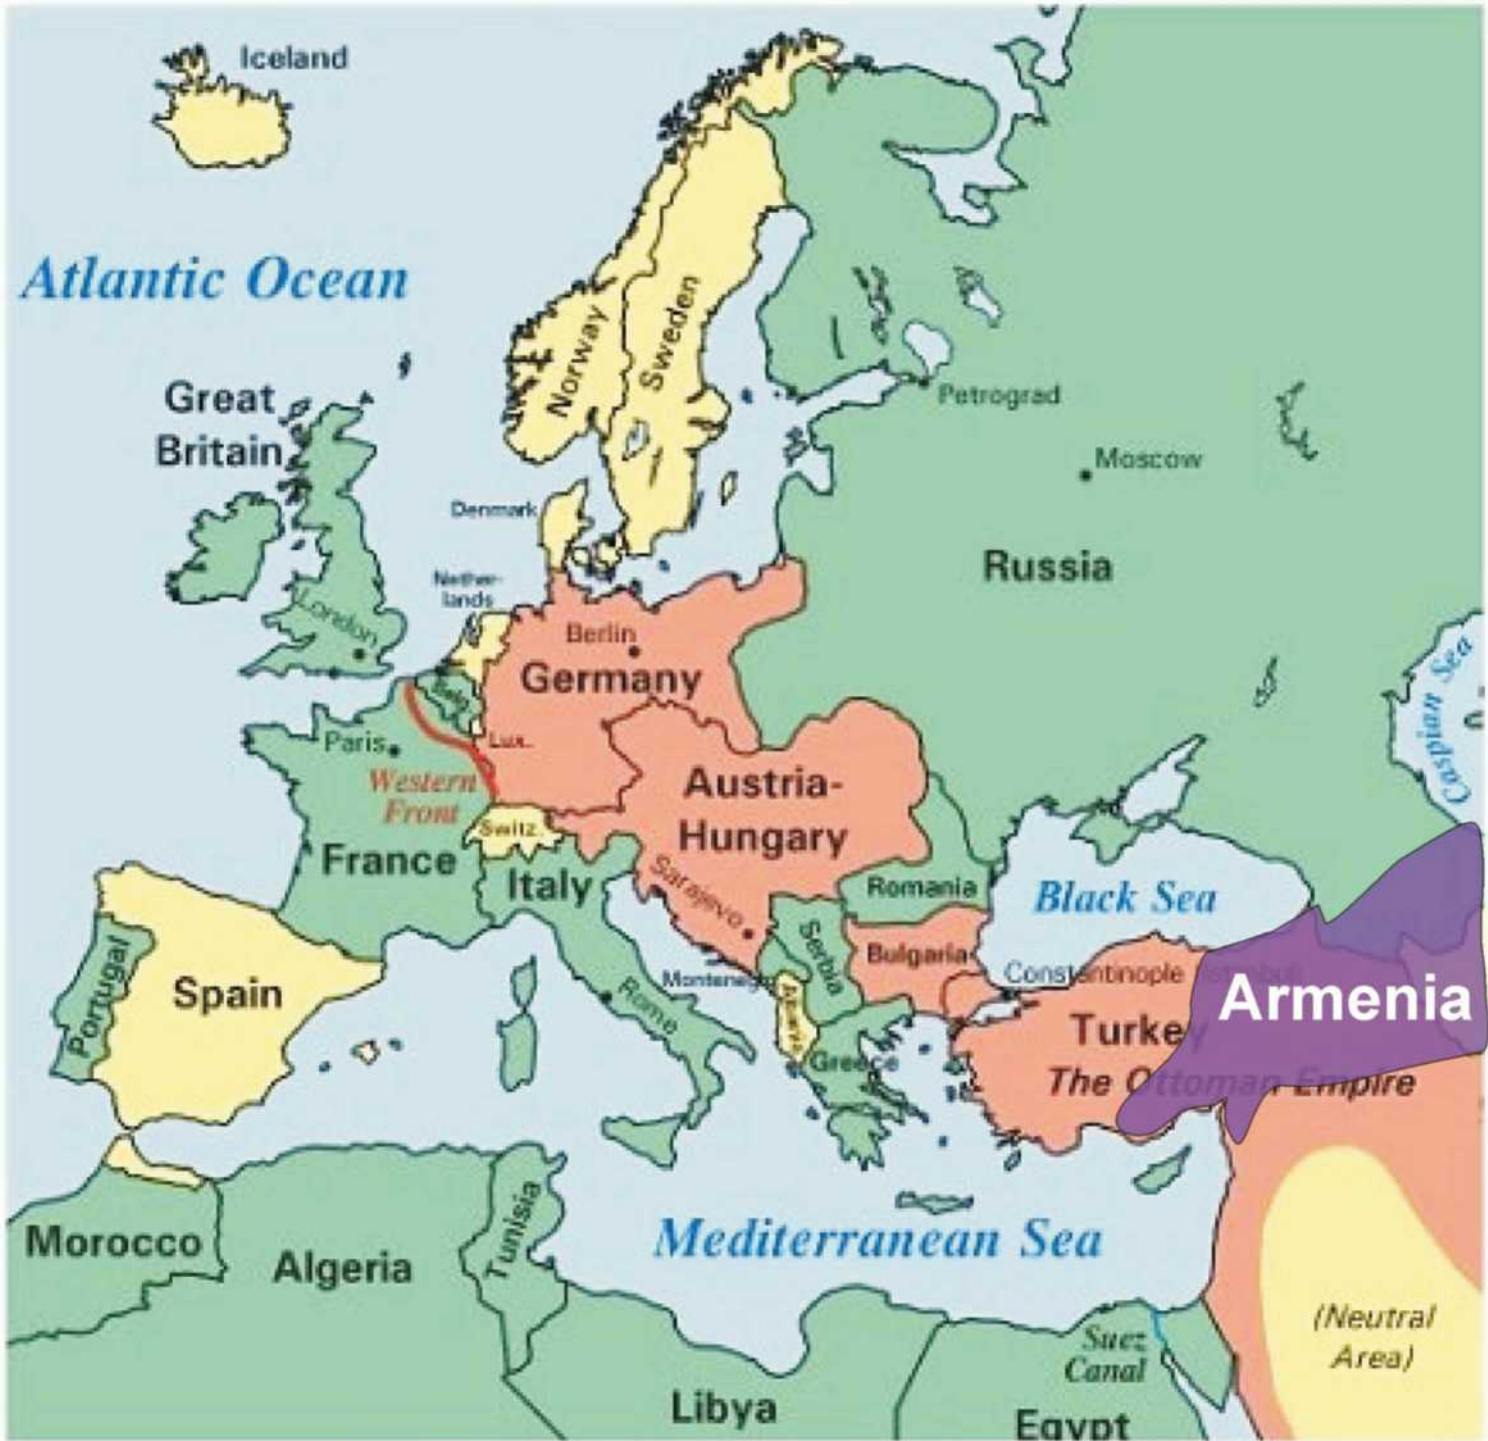 Iceland
Atlantic Ocean
Norway
Sweden
Great
Britain
Petrograd
Moscow
Denmark
Nether-
lands
Russia
London
Berlin
Germany
Caspian Sea
Belg.
Paris
Lux.
Western
Front
Austria-
Hungary
Switz.
France
Italy
Sarajevo
Romania
Black Sea
Serbia
Bulgaria
Portugal
Spain
Montenegro
Constantinople
Armenia
Rome
Turkey
Greece
The Ottoman Empire
Mediterranean Sea
Morocco
Algeria
Tunisia
(Neutral
Area)
Suez
Canal
Libya
Egypt